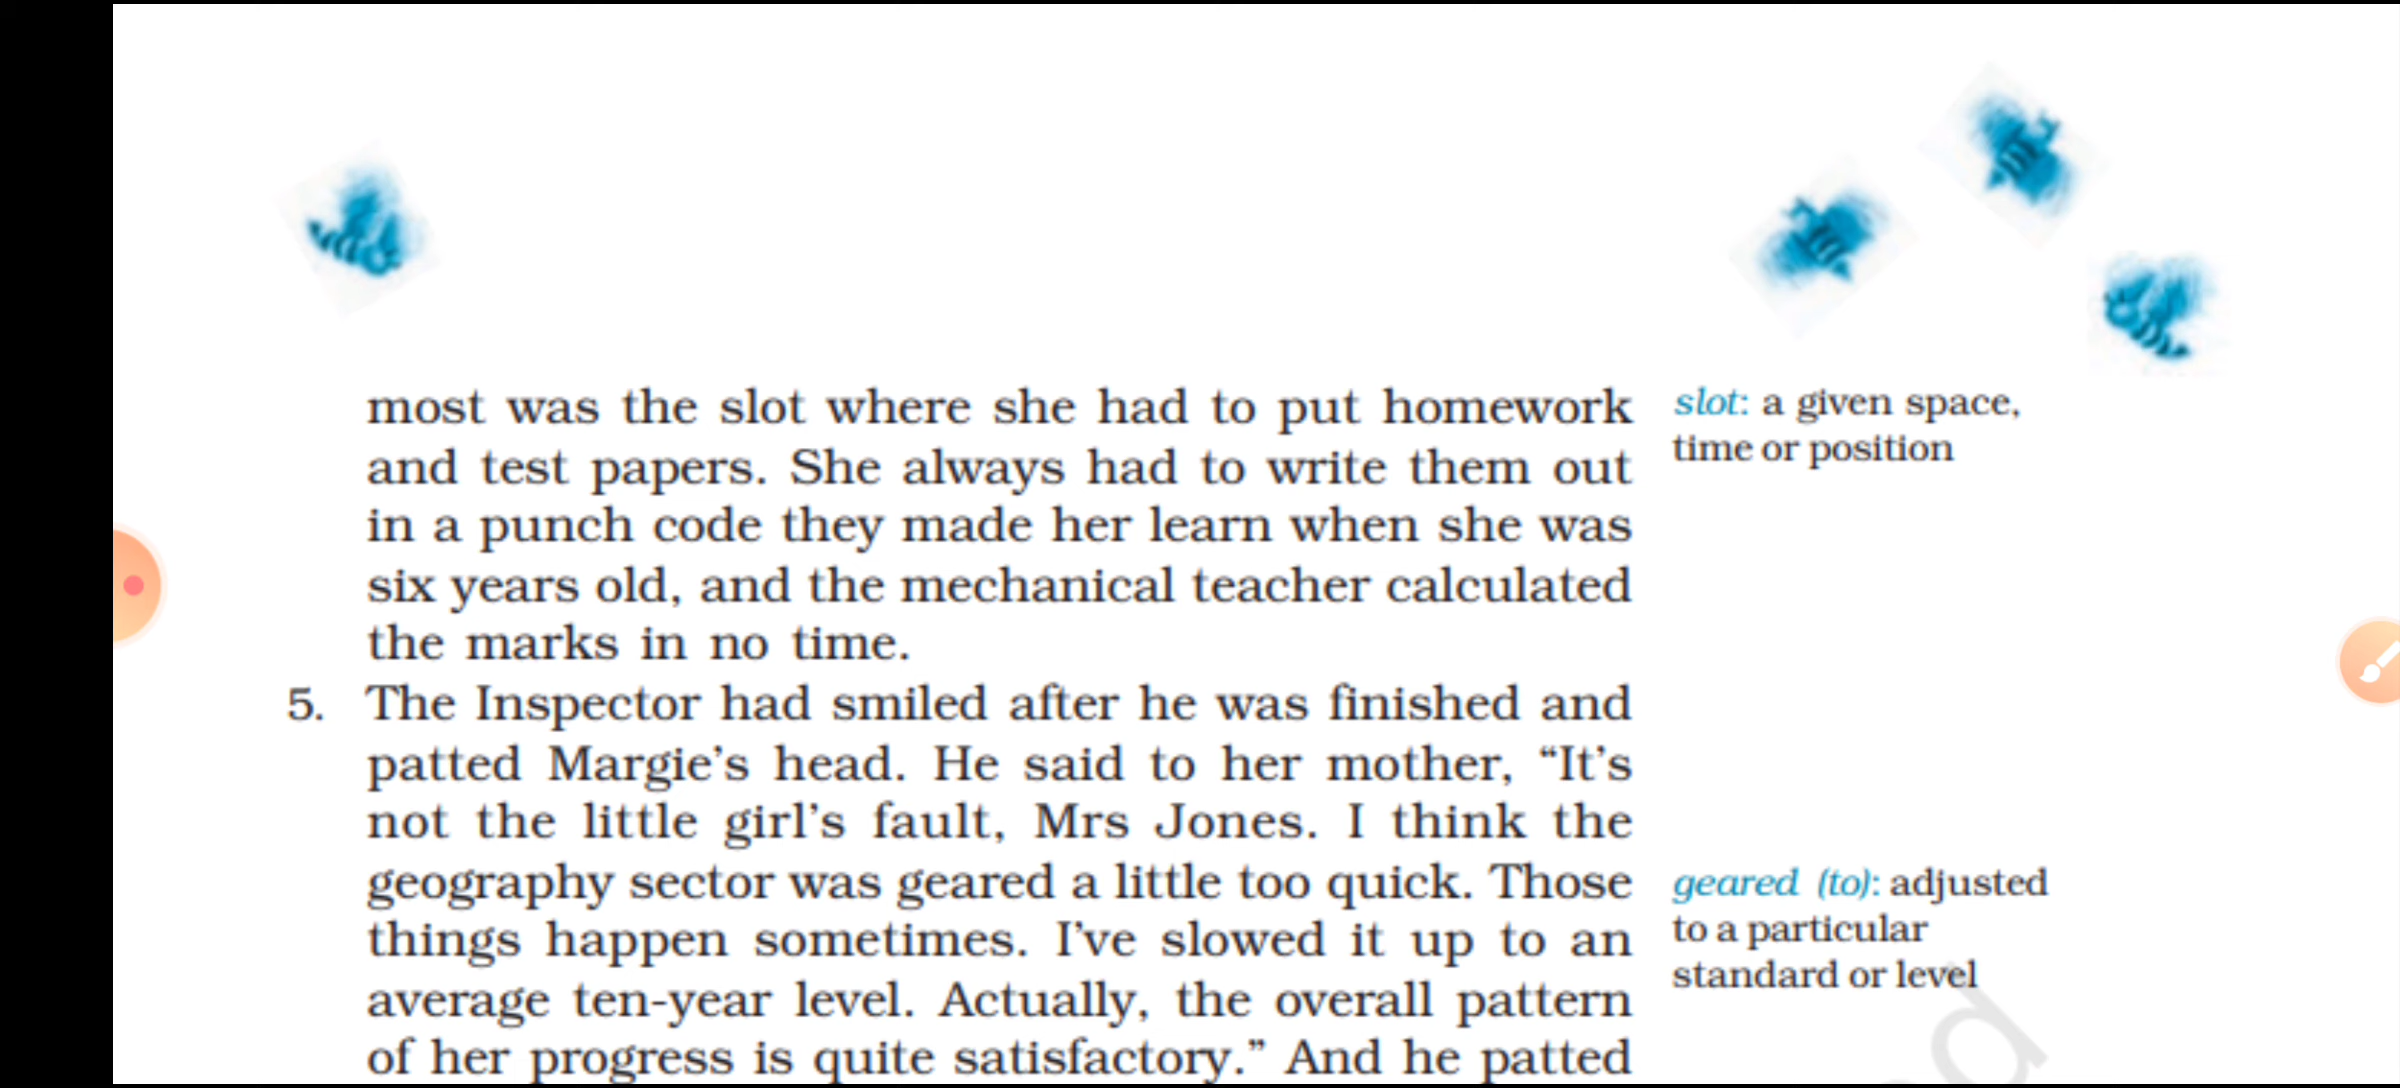 most was the slot where she had to put homework
and test papers. She always had to write them out
in a punch code they made her learn when she was
six years old, and the mechanical teacher calculated
the marks in no time.
slot: a given space,
time or position
5. The Inspector had smiled after he was finished and
patted Margie’s head. He said to her mother, “It’s
not the little girl’s fault, Mrs Jones. I think the
geography sector was geared a little too quick. Those
things happen sometimes. I’ve slowed it up to an
average ten-year level. Actually, the overall pattern
of her progress is quite satisfactory.” And he patted
geared (to): adjusted
to a particular
standard or level